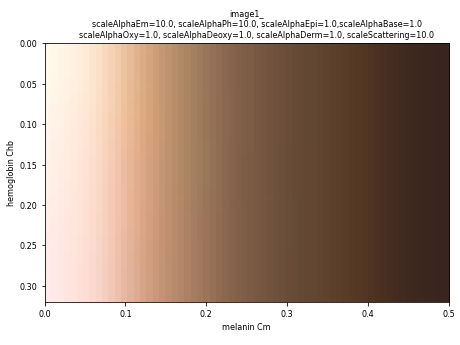 image1_
scaleAlphaEm=10.0, scaleAlphaPh=10.0, scaleAlphaEpi=1.0,scaleAlphaBase=1.0
scaleAlphaOxy=1.0, scaleAlphaDeoxy=1.0, scaleAlphaDerm=1.0, scaleScattering=10.0
0.00
0.05
0.10
0.15
0.20
0.25
0.30
hemoglobin Chb
0.0 0.1 0.2 0.3 0.4 0.5
melanin Cm